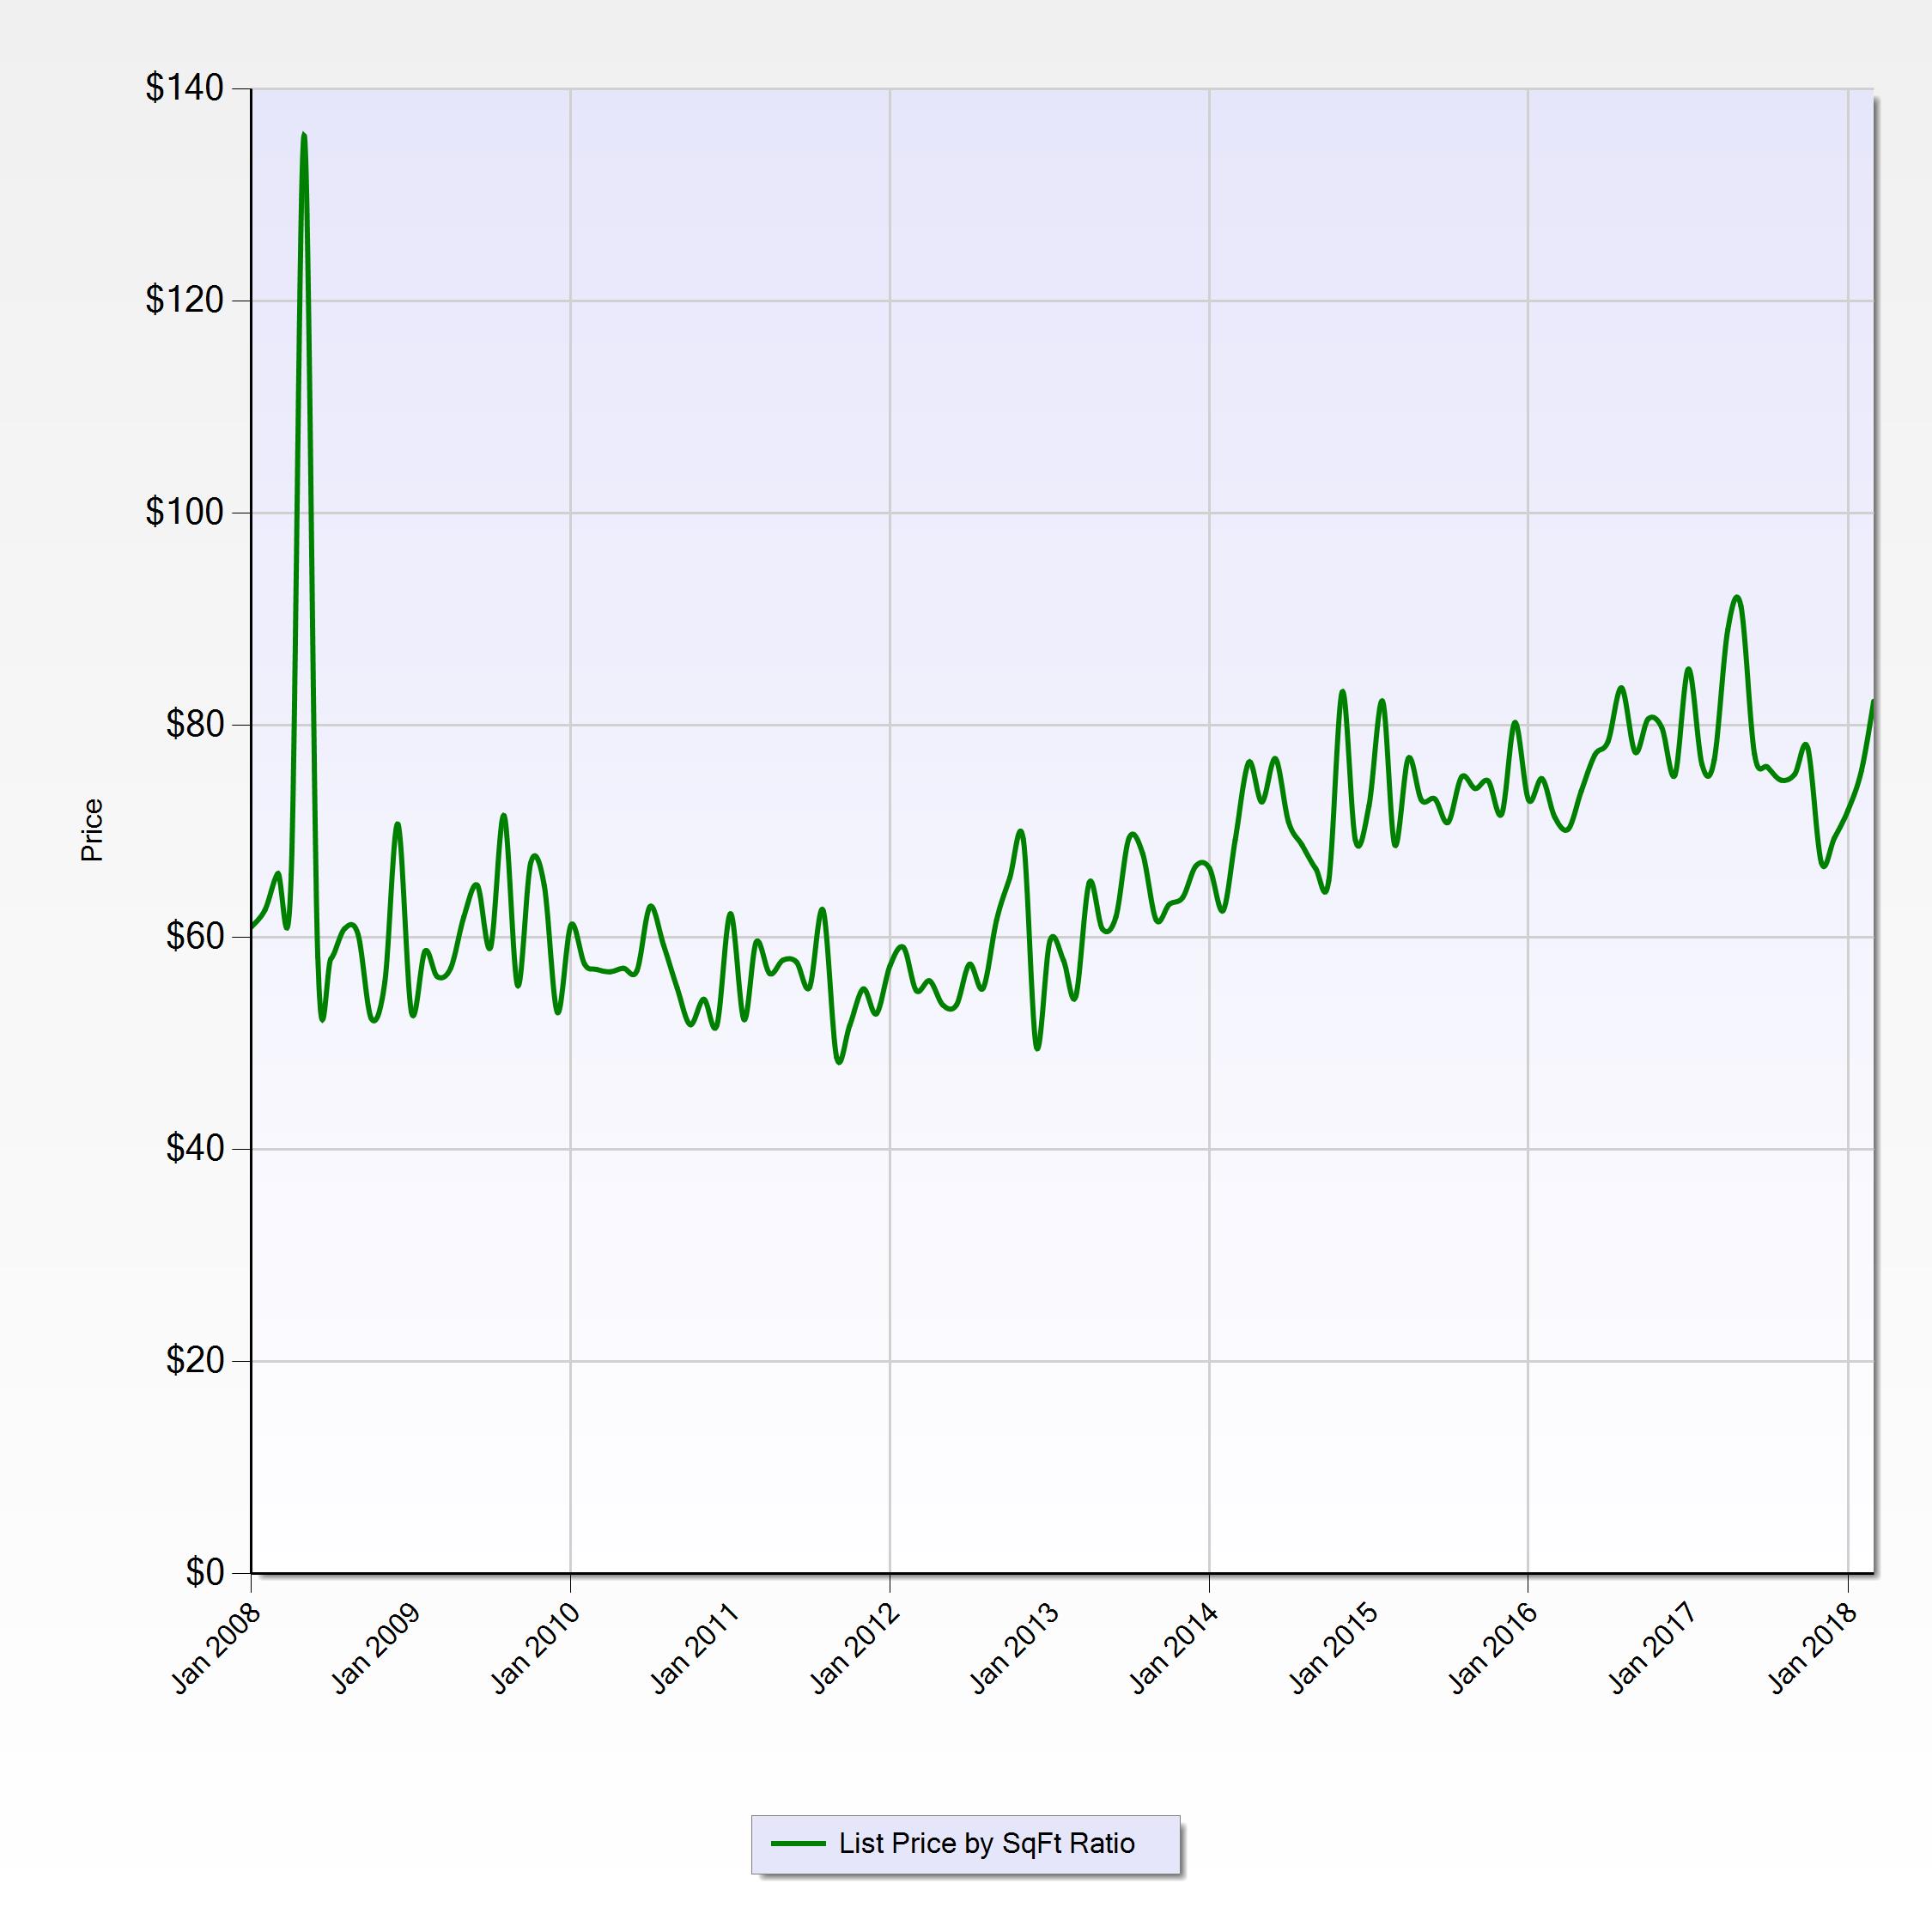 $140
$120
$100
$80
$60
$40
$20
$0
Price
Jan 2008
Jan 2009
Jan 2010
Jan 2011
Jan 2012
Jan 2013
Jan 2014
Jan 2015
Jan 2016
Jan 2017
Jan 2018
List Price by SqFt Ratio